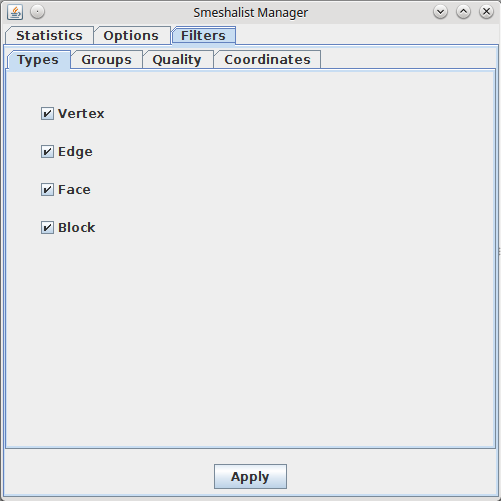 Smeshalist Manager
Statistics Options Filters
Types Groups Quality Coordinates
Vertex
Edge
Face
Block
Apply